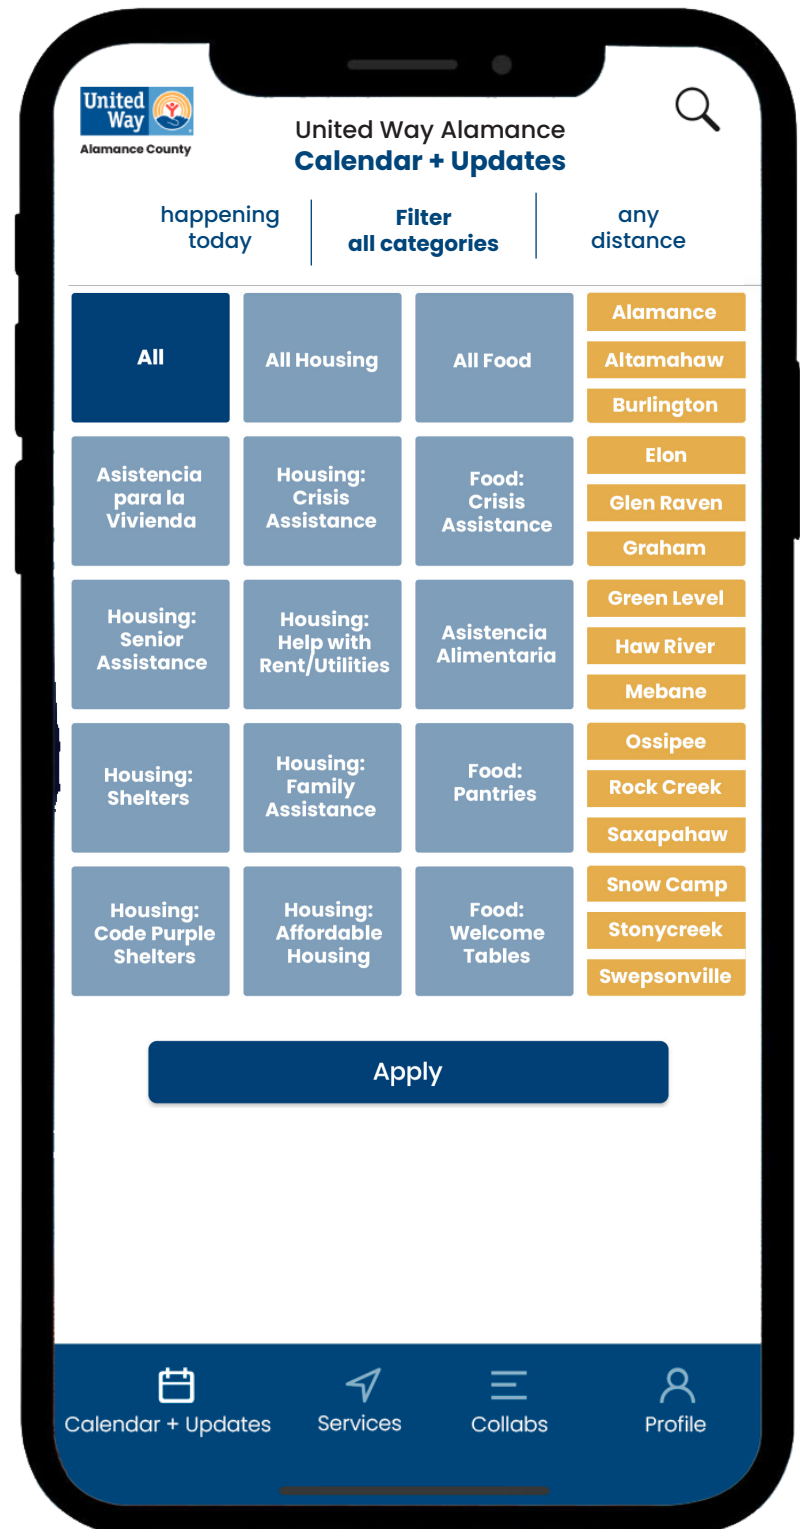 United
Way
Alamance County
United Way Alamance
Calendar + Updates
happening
today
Filter
all categories
any
distance
All
All Housing
All Food
Alamance
Altamahaw
Burlington
Asistencia
para la
Vivienda
Housing:
Crisis
Assistance
Food:
Crisis
Assistance
Elon
Glen Raven
Graham
Housing:
Senior
Assistance
Housing:
Help with
Rent/Utilities
Asistencia
Alimentaria
Green Level
Haw River
Mebane
Housing:
Shelters
Housing:
Family
Assistance
Food:
Pantries
Ossipee
Rock Creek
Saxapahaw
Housing:
Code Purple
Shelters
Housing:
Affordable
Housing
Food:
Welcome
Tables
Snow Camp
Stonycreek
Swepsonville
Apply
Calendar + Updates
Services
Collabs
Profile